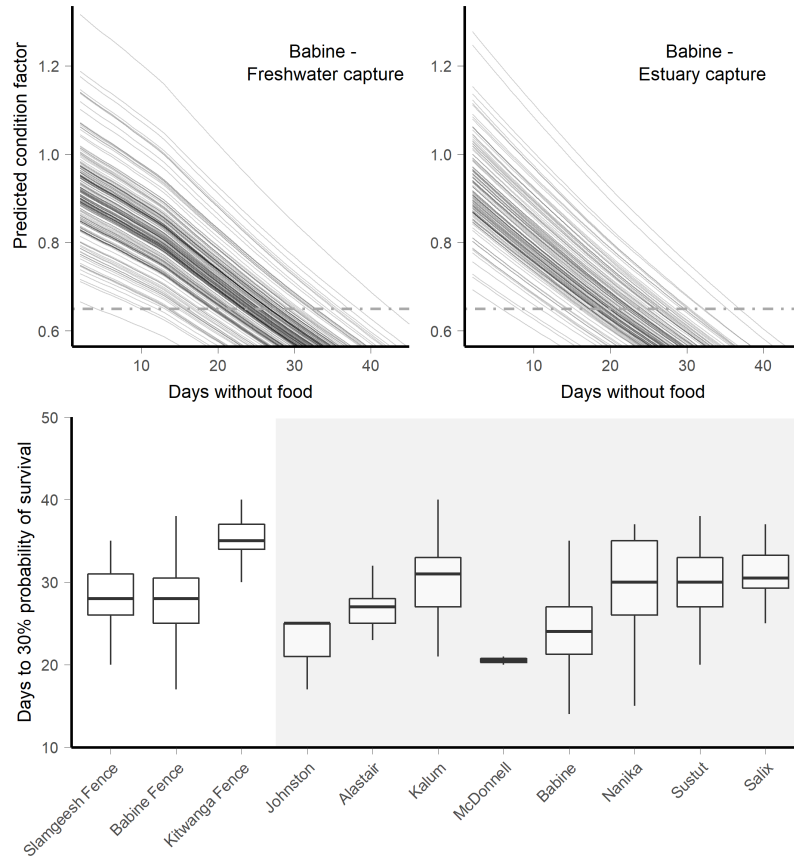 Babine -
Freshwater capture
Babine -
Estuary capture
Predicted condition factor
1.2
1.0
0.8
0.6
1.2
1.0
0.8
0.6
10 20 30 40
10 20 30 40
Days without food
Days without food
Days to 30% probability of survival
50
40
30
20
10
Slamgeesh Fence
Babine Fence
Kitwanga Fence
Johnston
Alastair
Kalum
McDonnell
Babine
Nanika
Sustut
Salix